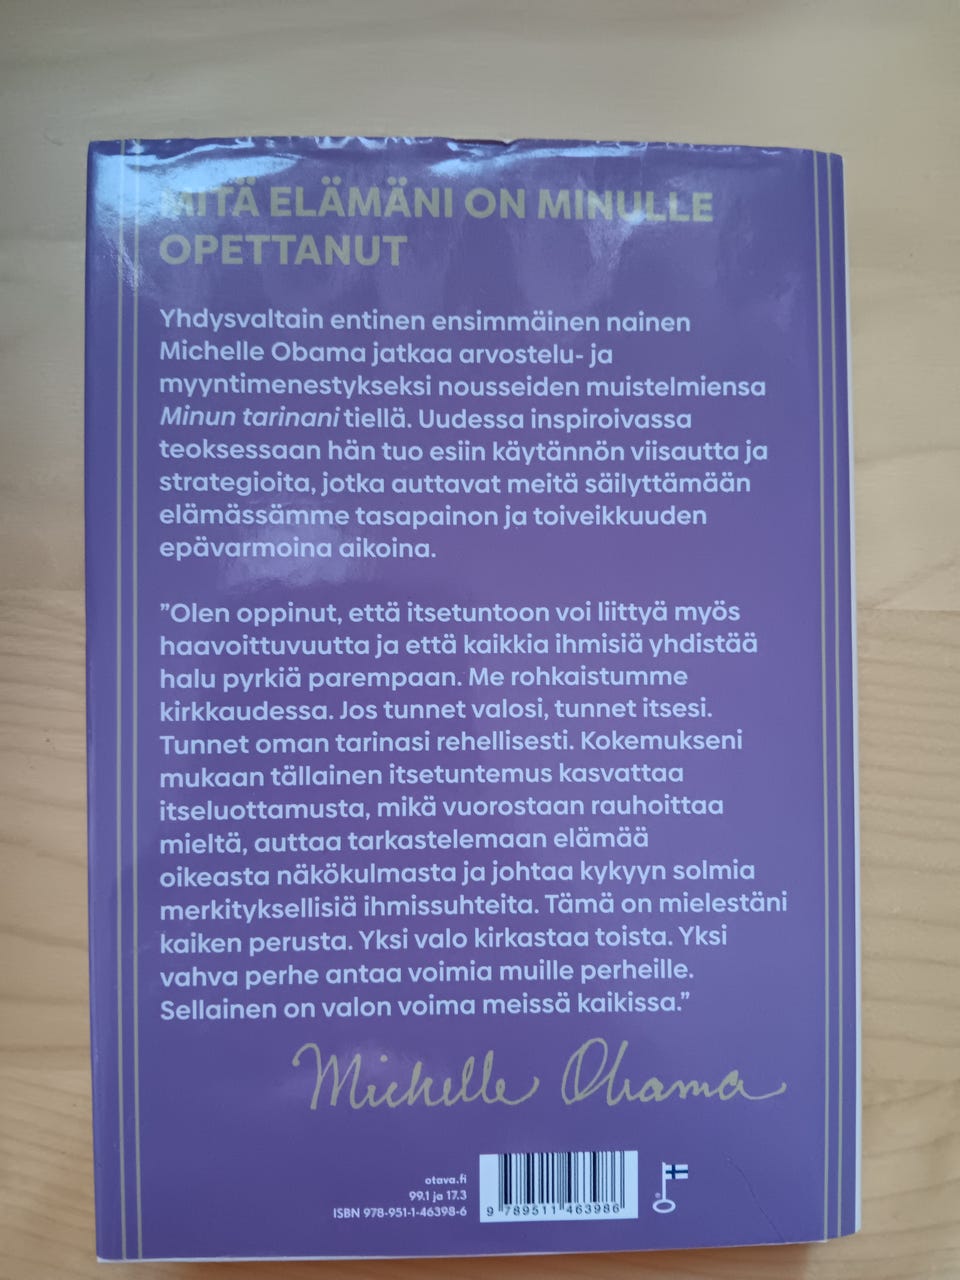 MITÄ ELÄMÄNI ON MINULLE
OPETTANUT
Yhdysvaltain entinen ensimmäinen nainen
Michelle Obama jatkaa arvostelu- ja
myyntimenestykseksi nousseiden muistelmiensa
Minun tarinani tiellä. Uudessa inspiroivassa
teoksessaan hän tuo esiin käytännön viisautta ja
strategioita, jotka auttavat meitä säilyttämään
elämässämme tasapainon ja toiveikkuuden
epävarmoina aikoina.
”Olen oppinut, että itsetuntoon voi liittyä myös
haavoittuvuutta ja että kaikkia ihmisiä yhdistää
halu pyrkiä parempaan. Me rohkaistumme
kirkkaudessa. Jos tunnet valosi, tunnet itsesi.
Tunnet oman tarinasi rehellisesti. Kokemukseni
mukaan tällainen itsetuntemus kasvattaa
itseluottamusta, mikä vuorostaan rauhoittaa
mieltä, auttaa tarkastelemaan elämää
oikeasta näkökulmasta ja johtaa kykyyn solmia
merkityksellisiä ihmissuhteita. Tämä on mielestäni
kaiken perusta. Yksi valo kirkastaa toista. Yksi
vahva perhe antaa voimia muille perheille.
Sellainen on valon voima meissä kaikissa.”
Michelle Obama
otava.fi
99.1 ja 17.3
ISBN 978-951-1-46398-6
9 789511 463986